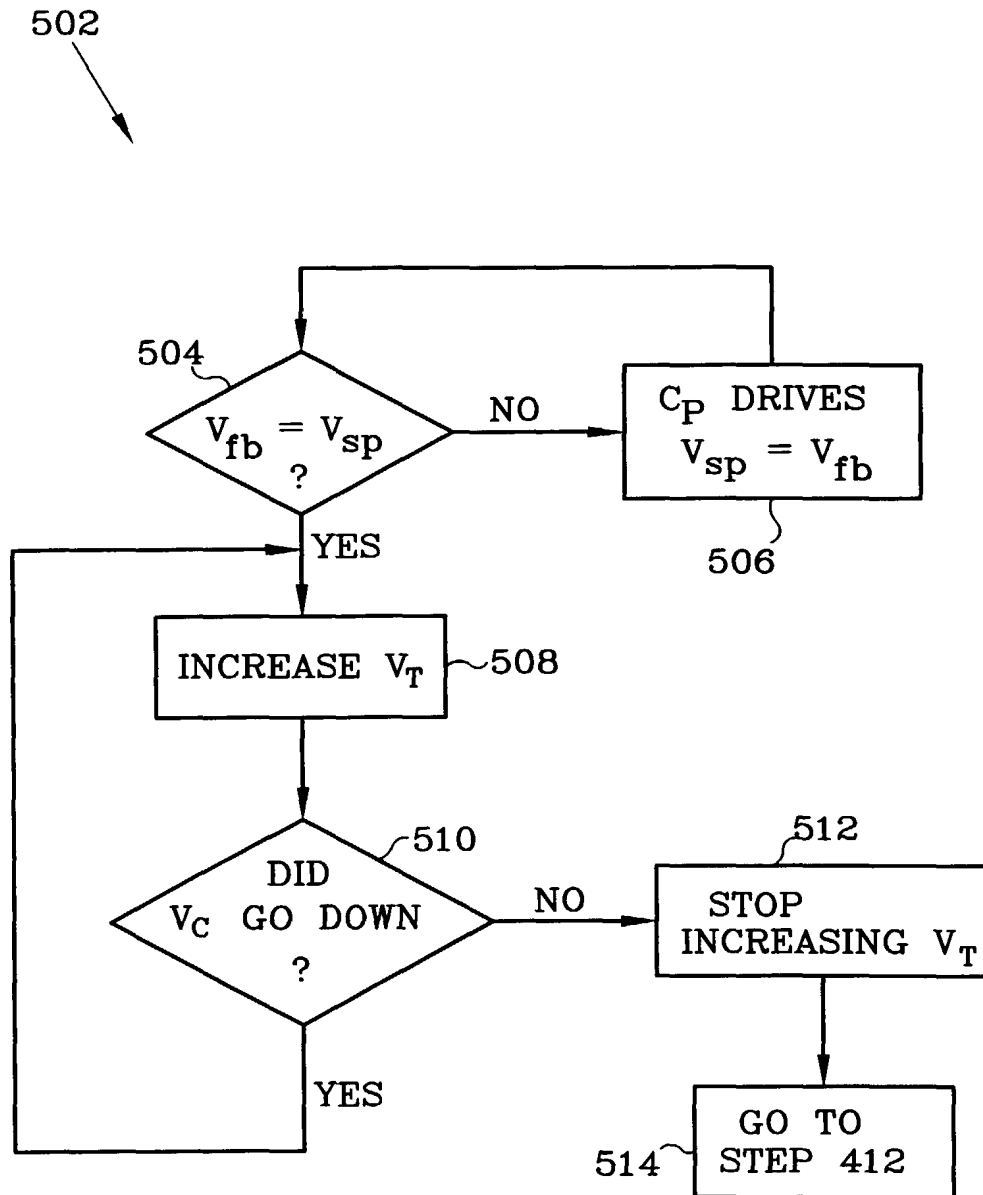 502
504
V_fb = V_sp
?
NO
C_P DRIVES
V_sp = V_fb
506
YES
INCREASE V_T
508
510
DID
V_C GO DOWN
?
NO
512
STOP
INCREASING V_T
YES
514
GO TO
STEP 412